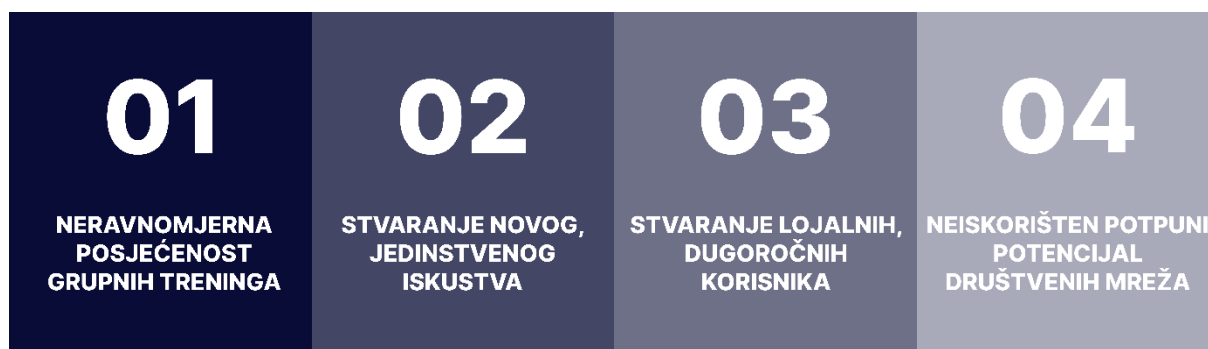 01
NERAVNOMJERNA
POSJEĆENOST
GRUPNIH TRENINGA
02
STVARANJE NOVOG,
JEDINSTVENOG
ISKUSTVA
03
STVARANJE LOJALNIH,
DUGOROČNIH
KORISNIKA
04
NEISKORIŠTEN POTPUNI
POTENCIJAL
DRUŠTVENIH MREŽA